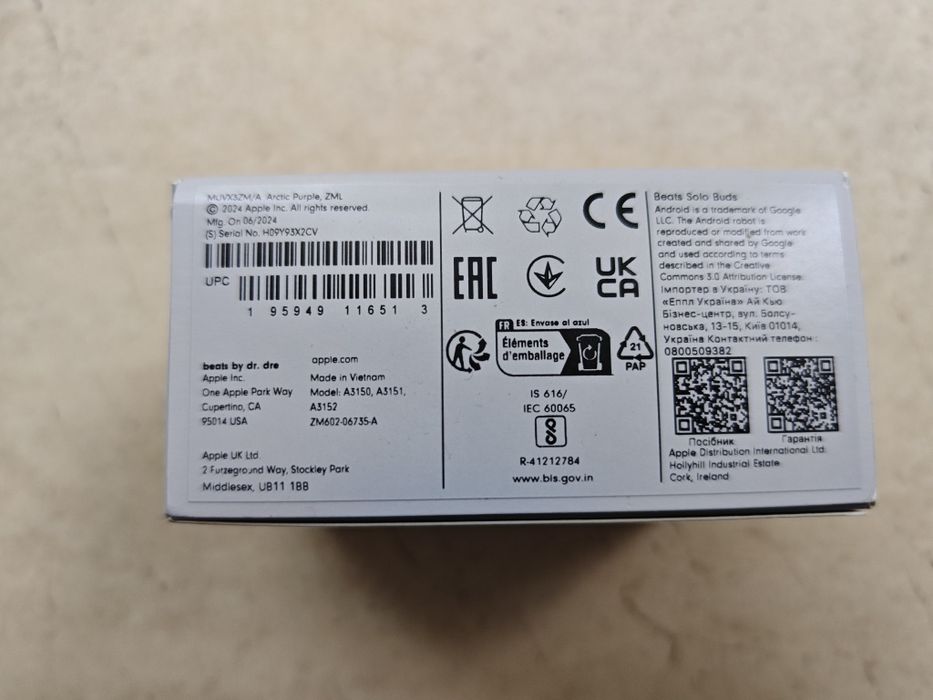 MUVX3ZM/A Arctic Purple, ZML
© 2024 Apple Inc. All rights reserved.
Mfg. On 06/2024
(S) Serial No. H09Y93X2CV
UPC
1 95949 11651 3
beats by dr. dre
Apple Inc.
One Apple Park Way
Cupertino, CA
95014 USA
apple.com
Made in Vietnam
Model: A3150, A3151,
A3152
ZM602-06735-A
Apple UK Ltd.
2 Furzeground Way, Stockley Park
Middlesex, UB11 1BB
CE
EAC
UK
CA
FR ES: Envase al azul
Éléments
d'emballage
21
PAP
IS 616/
IEC 60065
R-41212784
www.bis.gov.in
Beats Solo Buds
Android is a trademark of Google
LLC. The Android robot is
reproduced or modified from work
created and shared by Google
and used according to terms
described in the Creative
Commons 3.0 Attribution License.
Імпортер в Україну: ТОВ
«Еппл Україна» Ай Кью
Бізнес-центр, вул. Болсу-
новська, 13-15, Київ 01014,
Україна Контактний телефон:
0800509382
Посібник
Гарантія
Apple Distribution International Ltd.
Hollyhill Industrial Estate
Cork, Ireland